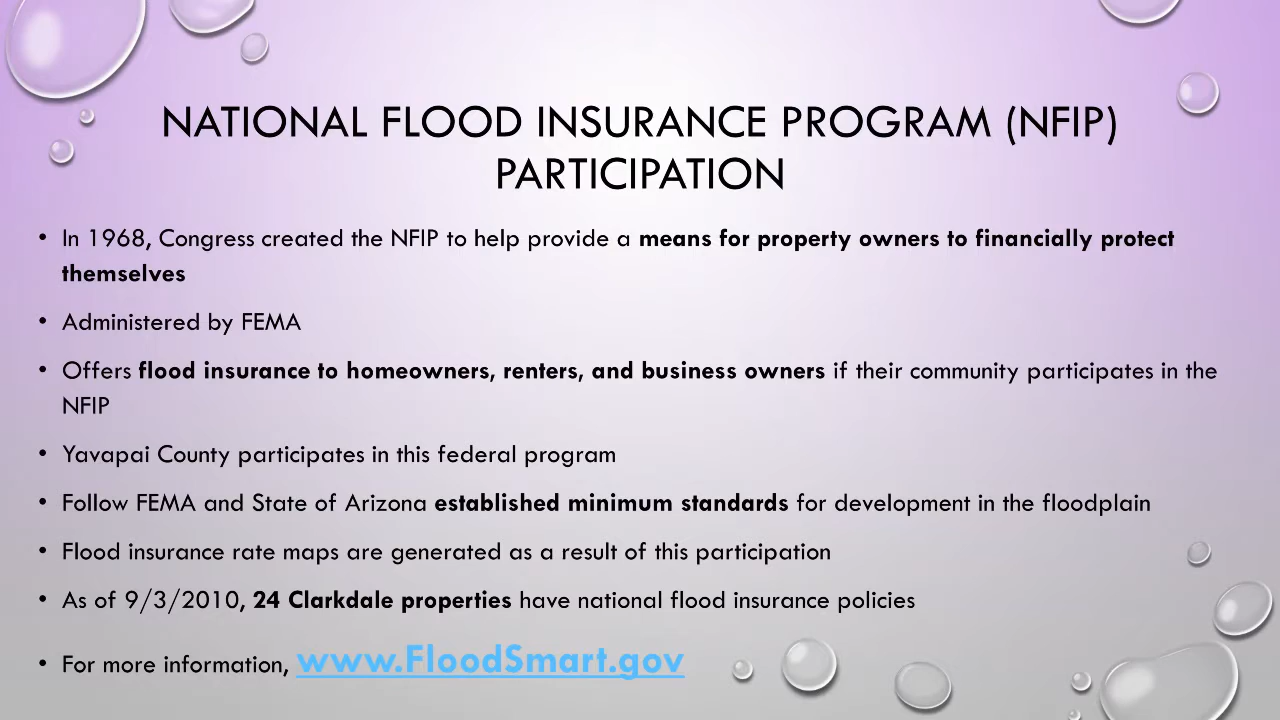 NATIONAL FLOOD INSURANCE PROGRAM (NFIP)
PARTICIPATION
• In 1968, Congress created the NFIP to help provide a means for property owners to financially protect
themselves
• Administered by FEMA
• Offers flood insurance to homeowners, renters, and business owners if their community participates in the
NFIP
• Yavapai County participates in this federal program
• Follow FEMA and State of Arizona established minimum standards for development in the floodplain
• Flood insurance rate maps are generated as a result of this participation
• As of 9/3/2010, 24 Clarkdale properties have national flood insurance policies
• For more information, www.FloodSmart.gov